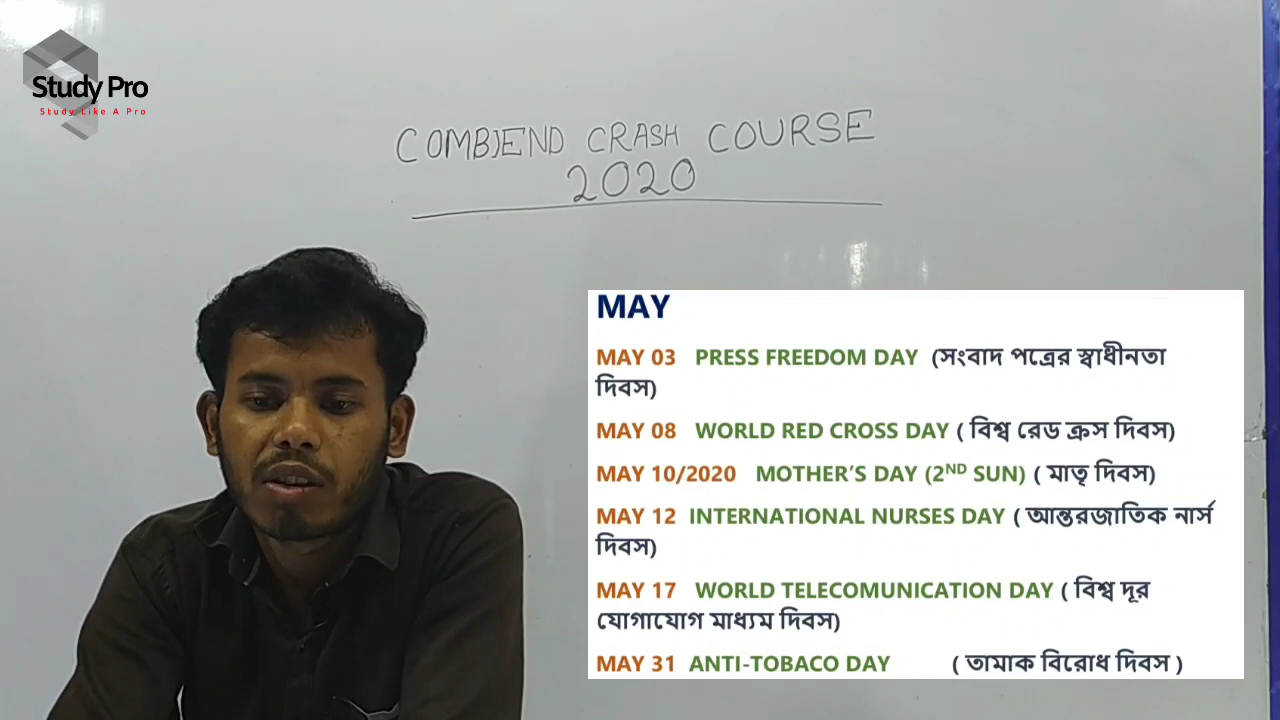 Study Pro
Study Like A Pro
COMBIEND CRASH COURSE
2020
MAY
MAY 03 PRESS FREEDOM DAY (সংবাদ পত্রের স্বাধীনতা
দিবস)
MAY 08 WORLD RED CROSS DAY ( বিশ্ব রেড ক্রস দিবস)
MAY 10/2020 MOTHER'S DAY (2ND SUN) ( মাতৃ দিবস)
MAY 12 INTERNATIONAL NURSES DAY ( আন্তরজাতিক নার্স
দিবস)
MAY 17 WORLD TELECOMUNICATION DAY ( বিশ্ব দূর
যোগাযোগ মাধ্যম দিবস)
MAY 31 ANTI-TOBACO DAY ( তামাক বিরোধ দিবস )